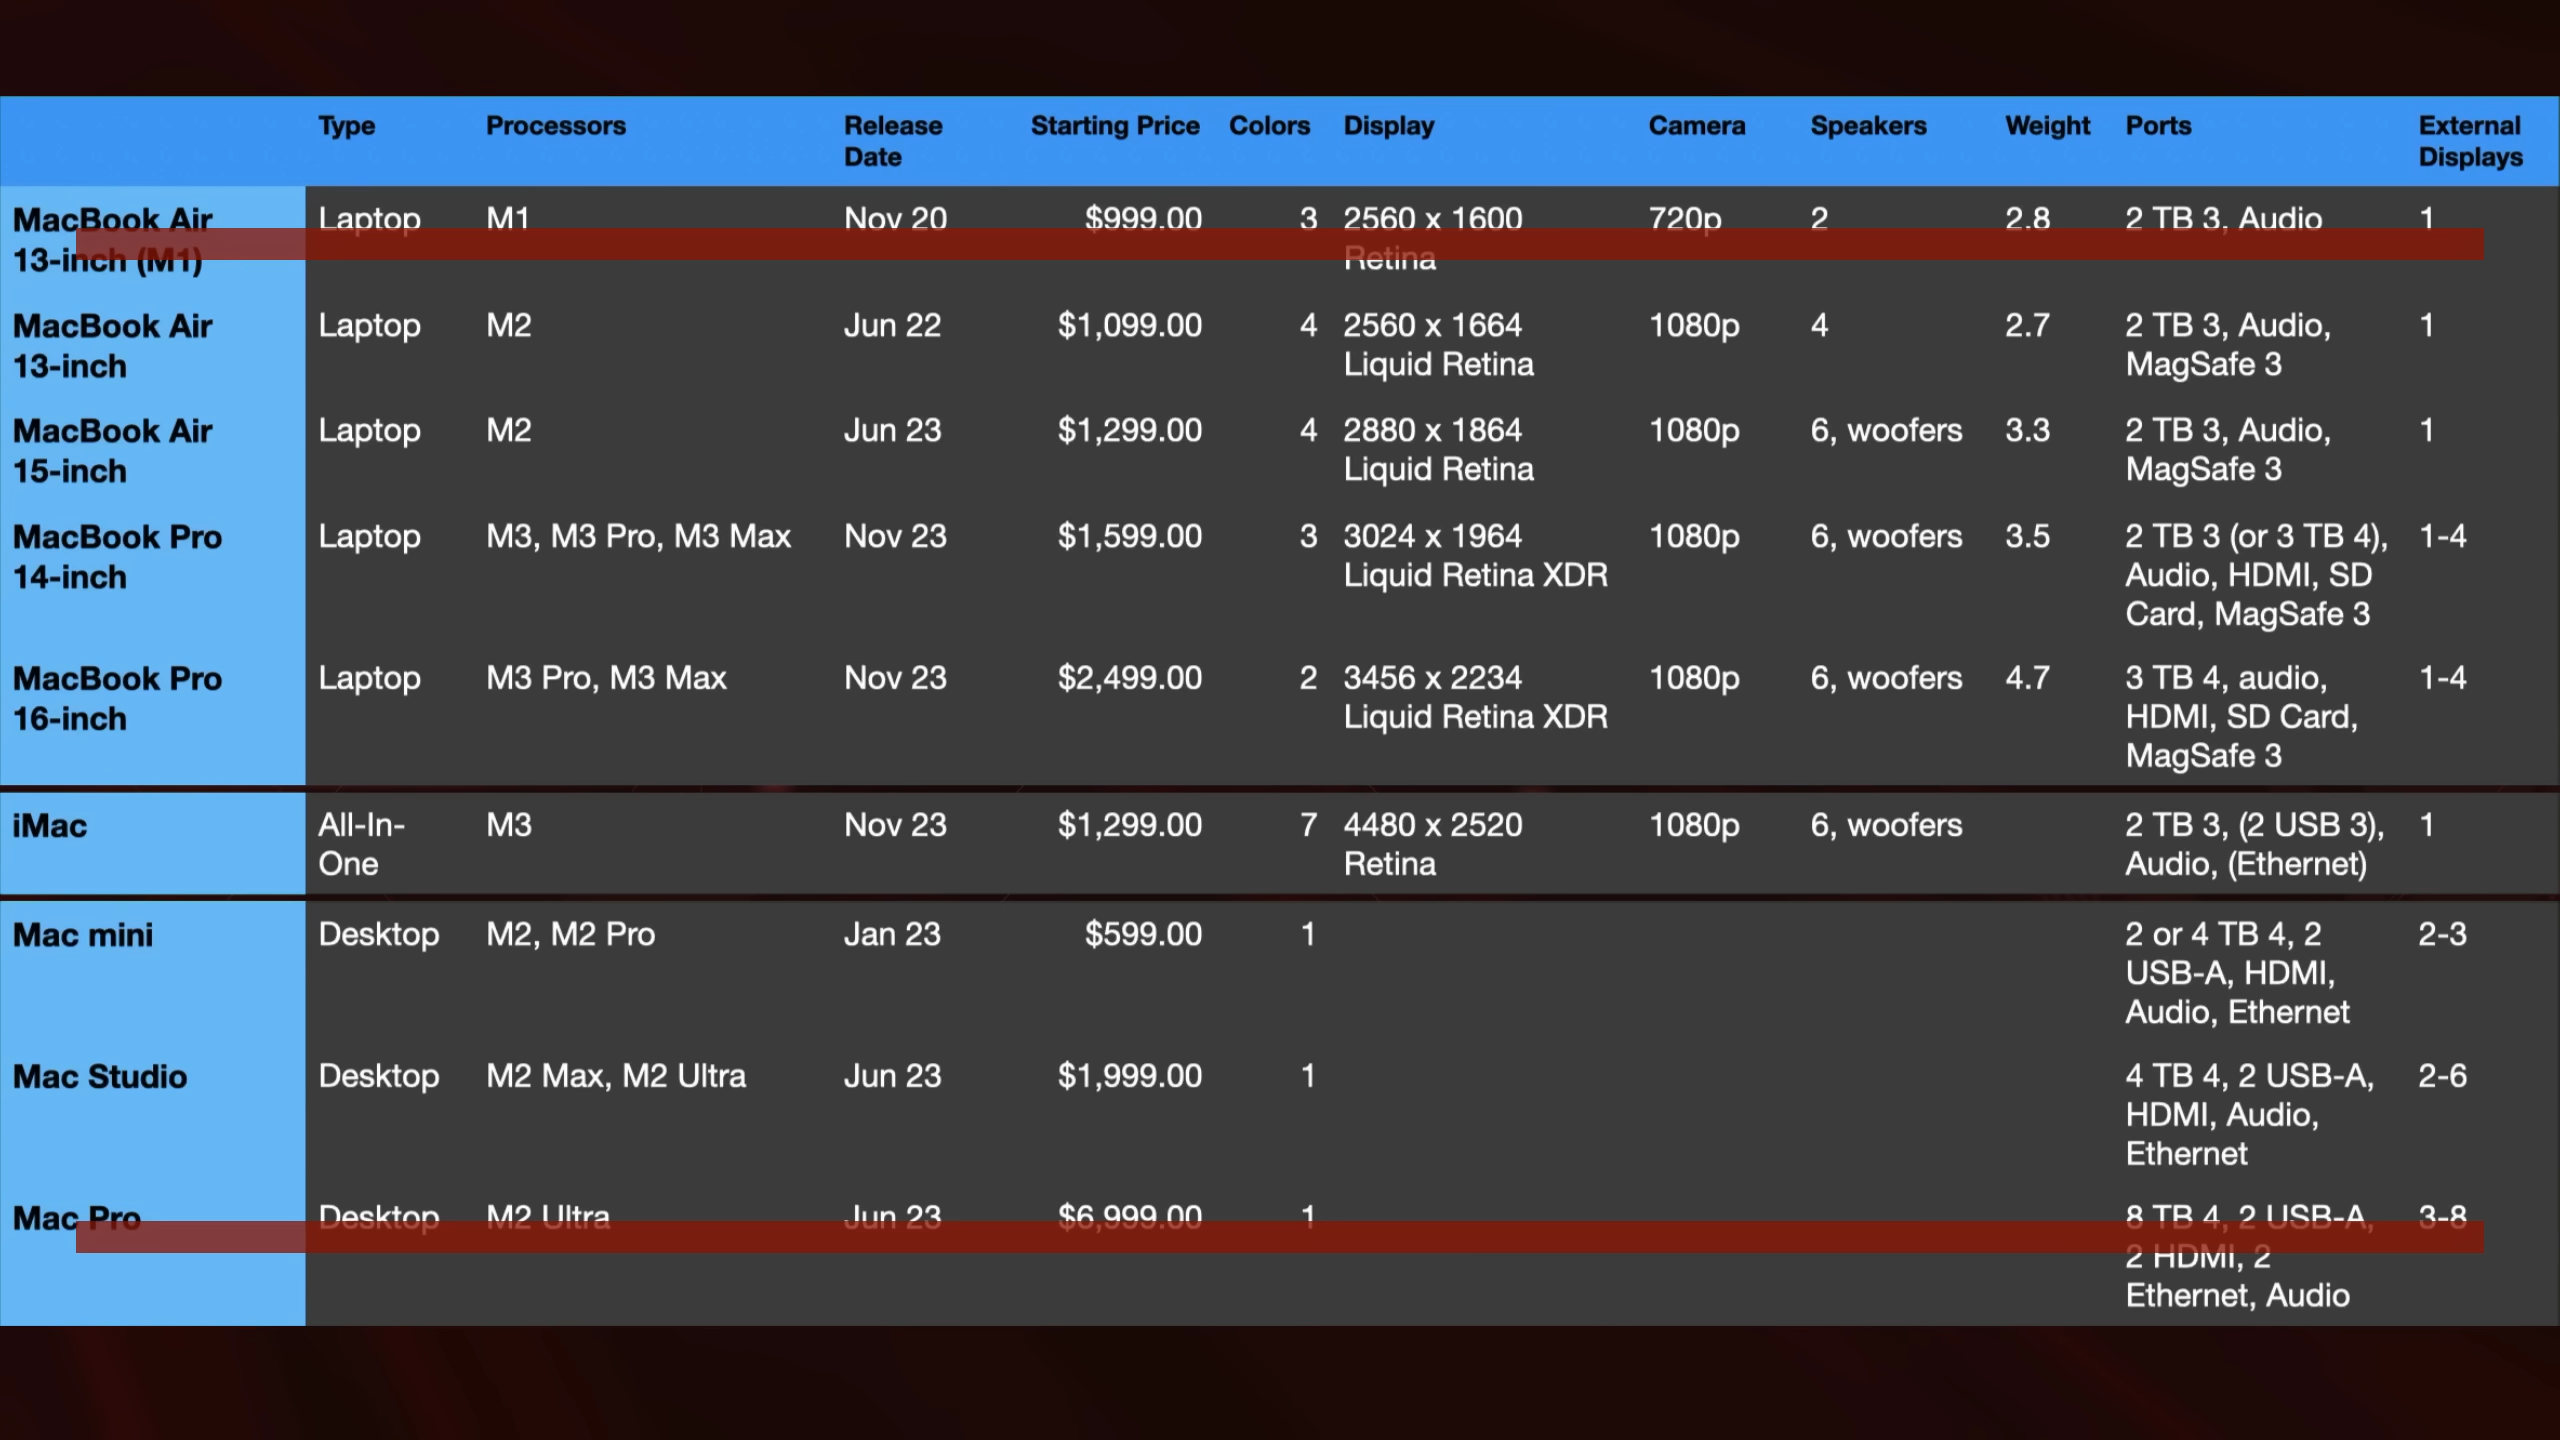 Type Processors Release Date Starting Price Colors Display Camera Speakers Weight Ports External Displays
MacBook Air 13-inch (M1) Laptop M1 Nov 20 $999.00 3 2560 x 1600 Retina 720p 2 2.8 2 TB 3, Audio 1
MacBook Air 13-inch Laptop M2 Jun 22 $1,099.00 4 2560 x 1664 Liquid Retina 1080p 4 2.7 2 TB 3, Audio, MagSafe 3 1
MacBook Air 15-inch Laptop M2 Jun 23 $1,299.00 4 2880 x 1864 Liquid Retina 1080p 6, woofers 3.3 2 TB 3, Audio, MagSafe 3 1
MacBook Pro 14-inch Laptop M3, M3 Pro, M3 Max Nov 23 $1,599.00 3 3024 x 1964 Liquid Retina XDR 1080p 6, woofers 3.5 2 TB 3 (or 3 TB 4), Audio, HDMI, SD Card, MagSafe 3 1-4
MacBook Pro 16-inch Laptop M3 Pro, M3 Max Nov 23 $2,499.00 2 3456 x 2234 Liquid Retina XDR 1080p 6, woofers 4.7 3 TB 4, audio, HDMI, SD Card, MagSafe 3 1-4
iMac All-In-One M3 Nov 23 $1,299.00 7 4480 x 2520 Retina 1080p 6, woofers 2 TB 3, (2 USB 3), Audio, (Ethernet) 1
Mac mini Desktop M2, M2 Pro Jan 23 $599.00 1 2 or 4 TB 4, 2 USB-A, HDMI, Audio, Ethernet 2-3
Mac Studio Desktop M2 Max, M2 Ultra Jun 23 $1,999.00 1 4 TB 4, 2 USB-A, HDMI, Audio, Ethernet 2-6
Mac Pro Desktop M2 Ultra Jun 23 $6,999.00 1 8 TB 4, 2 USB-A, 2 HDMI, 2 Ethernet, Audio 3-8